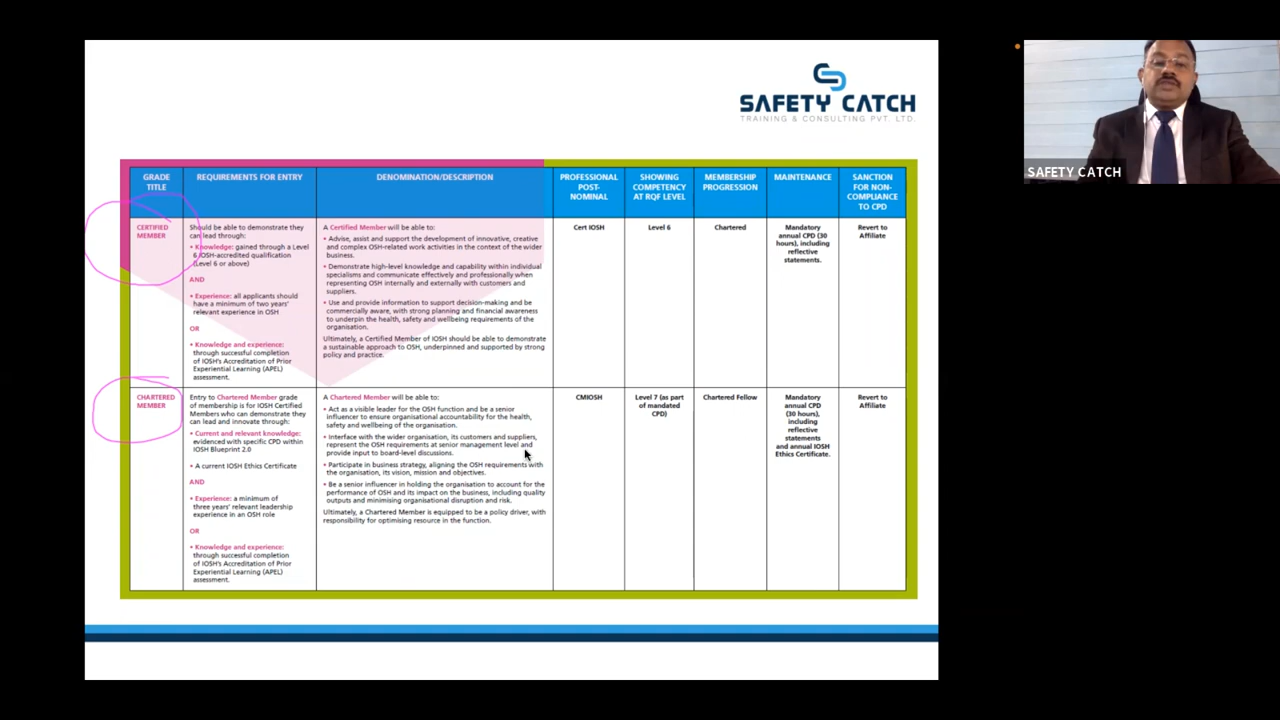 SAFETY CATCH
TRAINING & CONSULTING PVT. LTD.
SAFETY CATCH
GRADE
TITLE
REQUIREMENTS FOR ENTRY
DENOMINATION/DESCRIPTION
PROFESSIONAL
POST-
NOMINAL
SHOWING
COMPETENCY
AT RQF LEVEL
MEMBERSHIP
PROGRESSION
MAINTENANCE
SANCTION
FOR NON-
COMPLIANCE
TO CPD
CERTIFIED
MEMBER
Should be able to demonstrate they
can lead through:
• Knowledge: gained through a Level
6 IOSH-accredited qualification
(Level 6 or above)
AND
• Experience: all applicants should
have a minimum of two years'
relevant experience in OSH
OR
• Knowledge and experience:
through successful completion
of IOSH's Accreditation of Prior
Experiential Learning (APEL)
assessment.
A Certified Member will be able to:
• Advise, assist and support the development of innovative, creative
and complex OSH-related work activities in the context of the wider
business.
• Demonstrate high-level knowledge and capability within individual
specialisms and communicate effectively and professionally when
representing OSH internally and externally with customers and
suppliers.
• Use and provide information to support decision-making and be
commercially aware, with strong planning and financial awareness
to underpin the health, safety and wellbeing requirements of the
organisation.
Ultimately, a Certified Member of IOSH should be able to demonstrate
a sustainable approach to OSH, underpinned and supported by strong
policy and practice.
Cert IOSH
Level 6
Chartered
Mandatory
annual CPD (30
hours), including
reflective
statements.
Revert to
Affiliate
CHARTERED
MEMBER
Entry to Chartered Member grade
of membership is for IOSH Certified
Members who can demonstrate they
can lead and innovate through:
• Current and relevant knowledge:
evidenced with specific CPD within
IOSH Blueprint 2.0
• A current IOSH Ethics Certificate
AND
• Experience: a minimum of
three years' relevant leadership
experience in an OSH role
OR
• Knowledge and experience:
through successful completion
of IOSH's Accreditation of Prior
Experiential Learning (APEL)
assessment.
A Chartered Member will be able to:
• Act as a visible leader for the OSH function and be a senior
influencer to ensure organisational accountability for the health,
safety and wellbeing of the organisation.
• Interface with the wider organisation, its customers and suppliers,
represent the OSH requirements at senior management level and
provide input to board-level discussions.
• Participate in business strategy, aligning the OSH requirements with
the organisation, its vision, mission and objectives.
• Be a senior influencer in holding the organisation to account for the
performance of OSH and its impact on the business, including quality
outputs and minimising organisational disruption and risk.
Ultimately, a Chartered Member is equipped to be a policy driver, with
responsibility for optimising resource in the function.
CMIOSH
Level 7 (as part
of mandated
CPD)
Chartered Fellow
Mandatory
annual CPD
(30 hours),
including
reflective
statements
and annual IOSH
Ethics Certificate.
Revert to
Affiliate